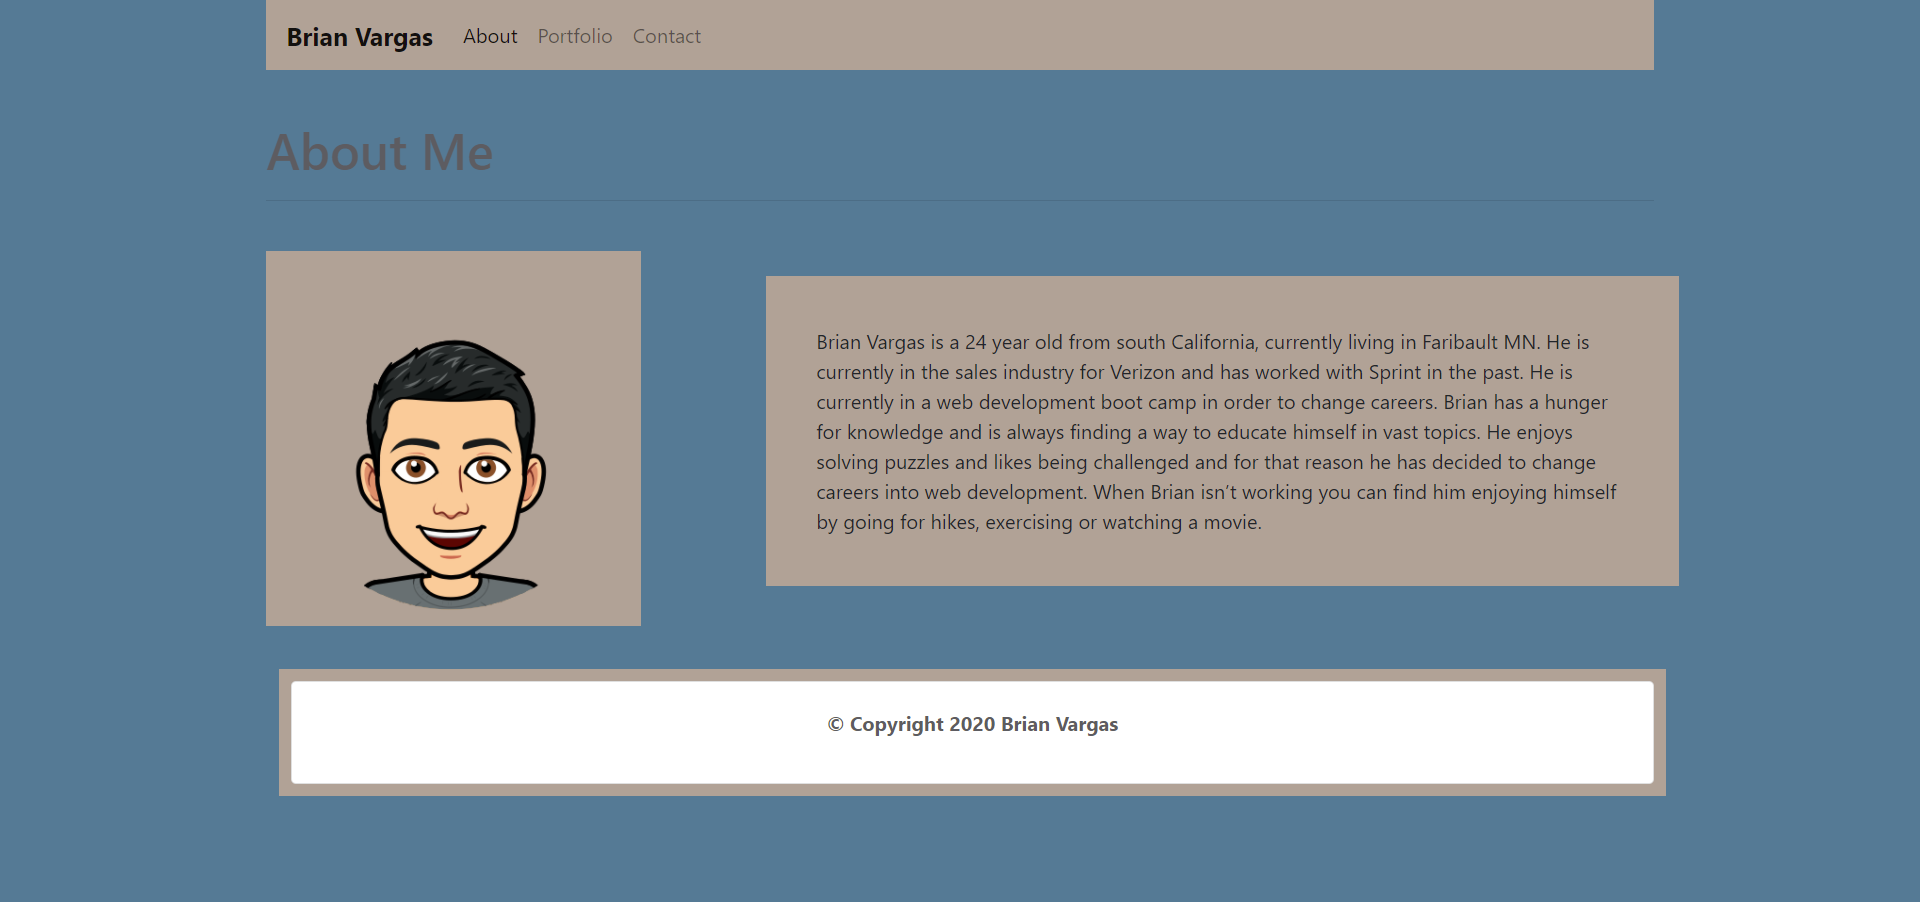 Brian Vargas About Portfolio Contact
About Me
Brian Vargas is a 24 year old from south California, currently living in Faribault MN. He is
currently in the sales industry for Verizon and has worked with Sprint in the past. He is
currently in a web development boot camp in order to change careers. Brian has a hunger
for knowledge and is always finding a way to educate himself in vast topics. He enjoys
solving puzzles and likes being challenged and for that reason he has decided to change
careers into web development. When Brian isn’t working you can find him enjoying himself
by going for hikes, exercising or watching a movie.
© Copyright 2020 Brian Vargas